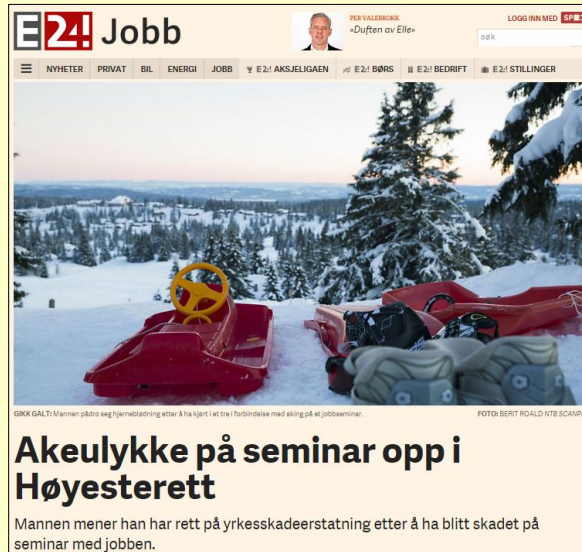 E24 Jobb
PER VALEBROKK
«Duften av Elle»
LOGG INN MED SP
søk
NYHETER PRIVAT BIL ENERGI JOBB E24! AKSJELIGAEN E24! BØRS E24! BEDRIFT E24! STILLINGER
GIKK GALT: Mannen pådro seg hjerneblødning etter å ha kjørt i et tre i forbindelse med aking på et jobbseminar.
FOTO: BERIT ROALD NTB SCANPI
Akeulykke på seminar opp i
Høyesterett
Mannen mener han har rett på yrkesskadeerstatning etter å ha blitt skadet på
seminar med jobben.